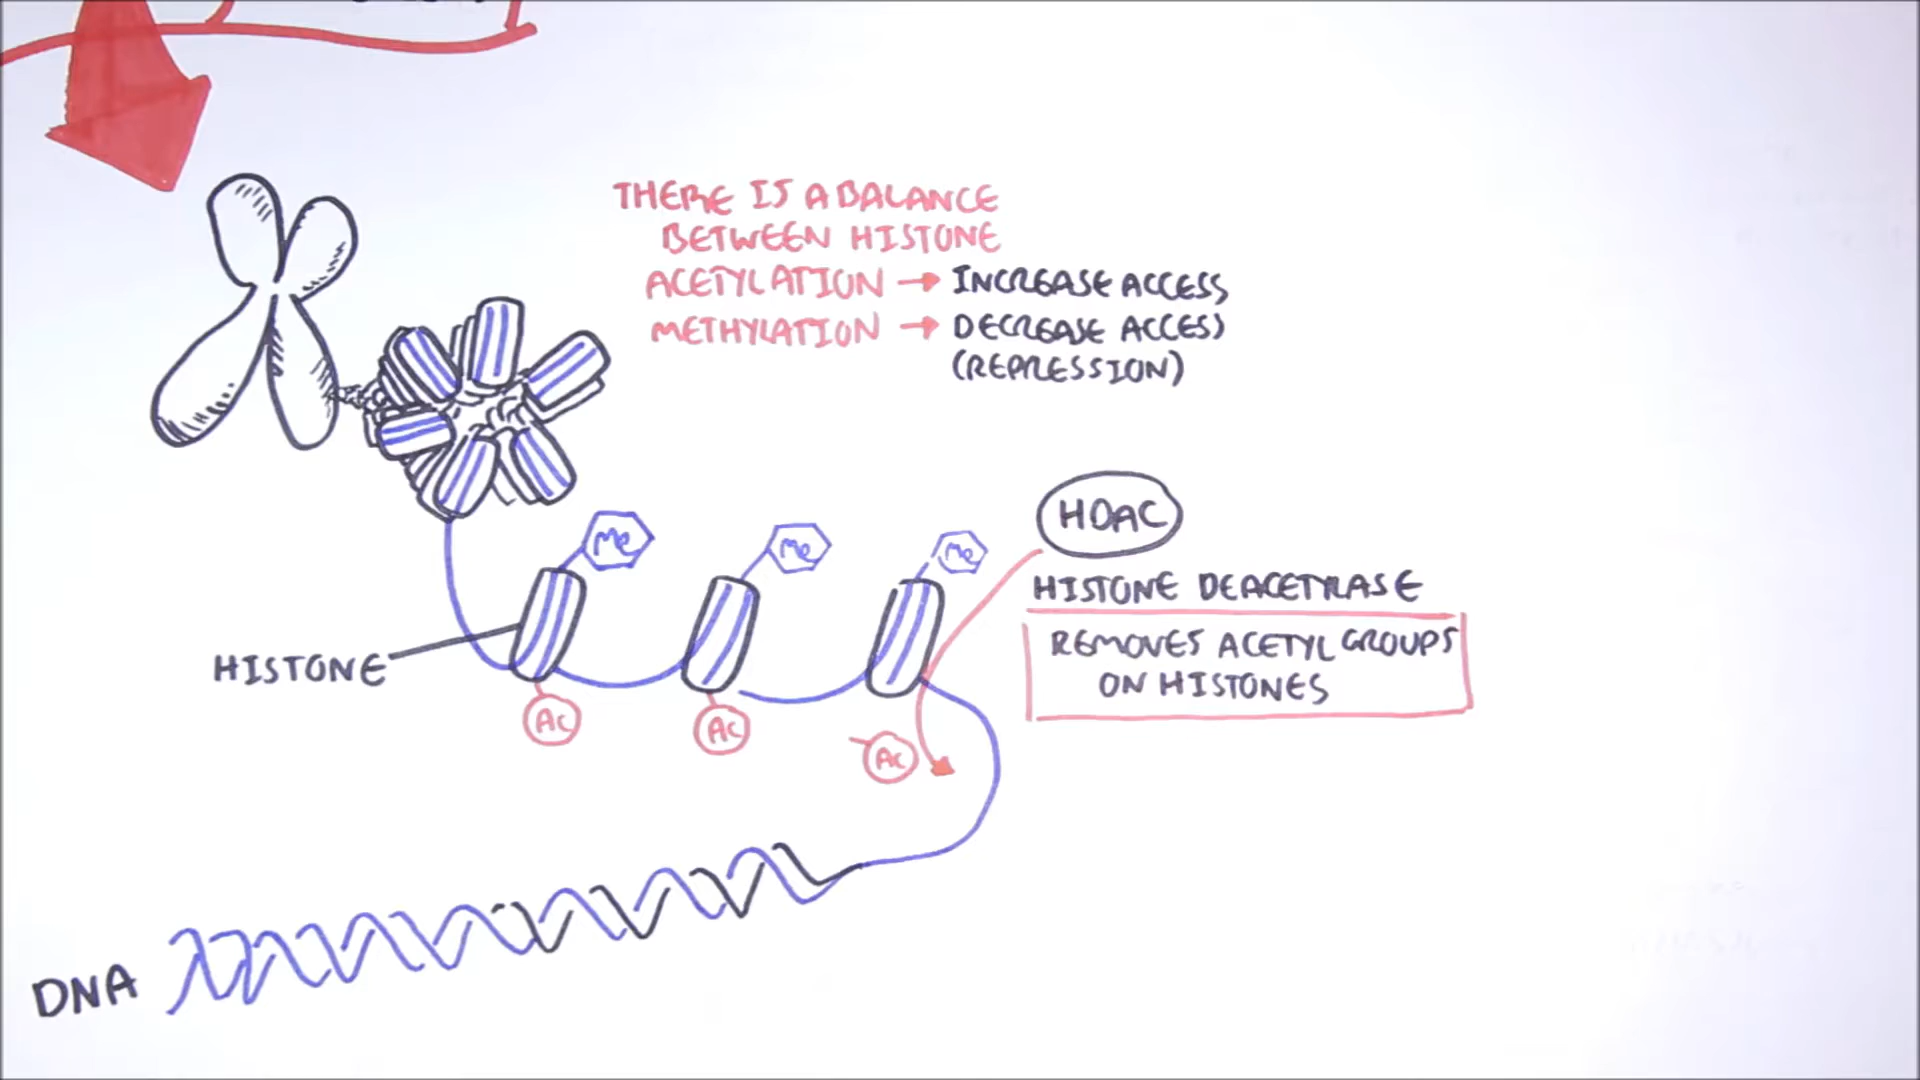 THERE IS A BALANCE
BETWEEN HISTONE
ACETYLATION → INCREASE ACCESS
METHYLATION → DECREASE ACCESS
(REPRESSION)
HDAC
Me
Me
Me
HISTONE DEACETYLASE
REMOVES ACETYL GROUPS
ON HISTONES
HISTONE
Ac
Ac
Ac
DNA